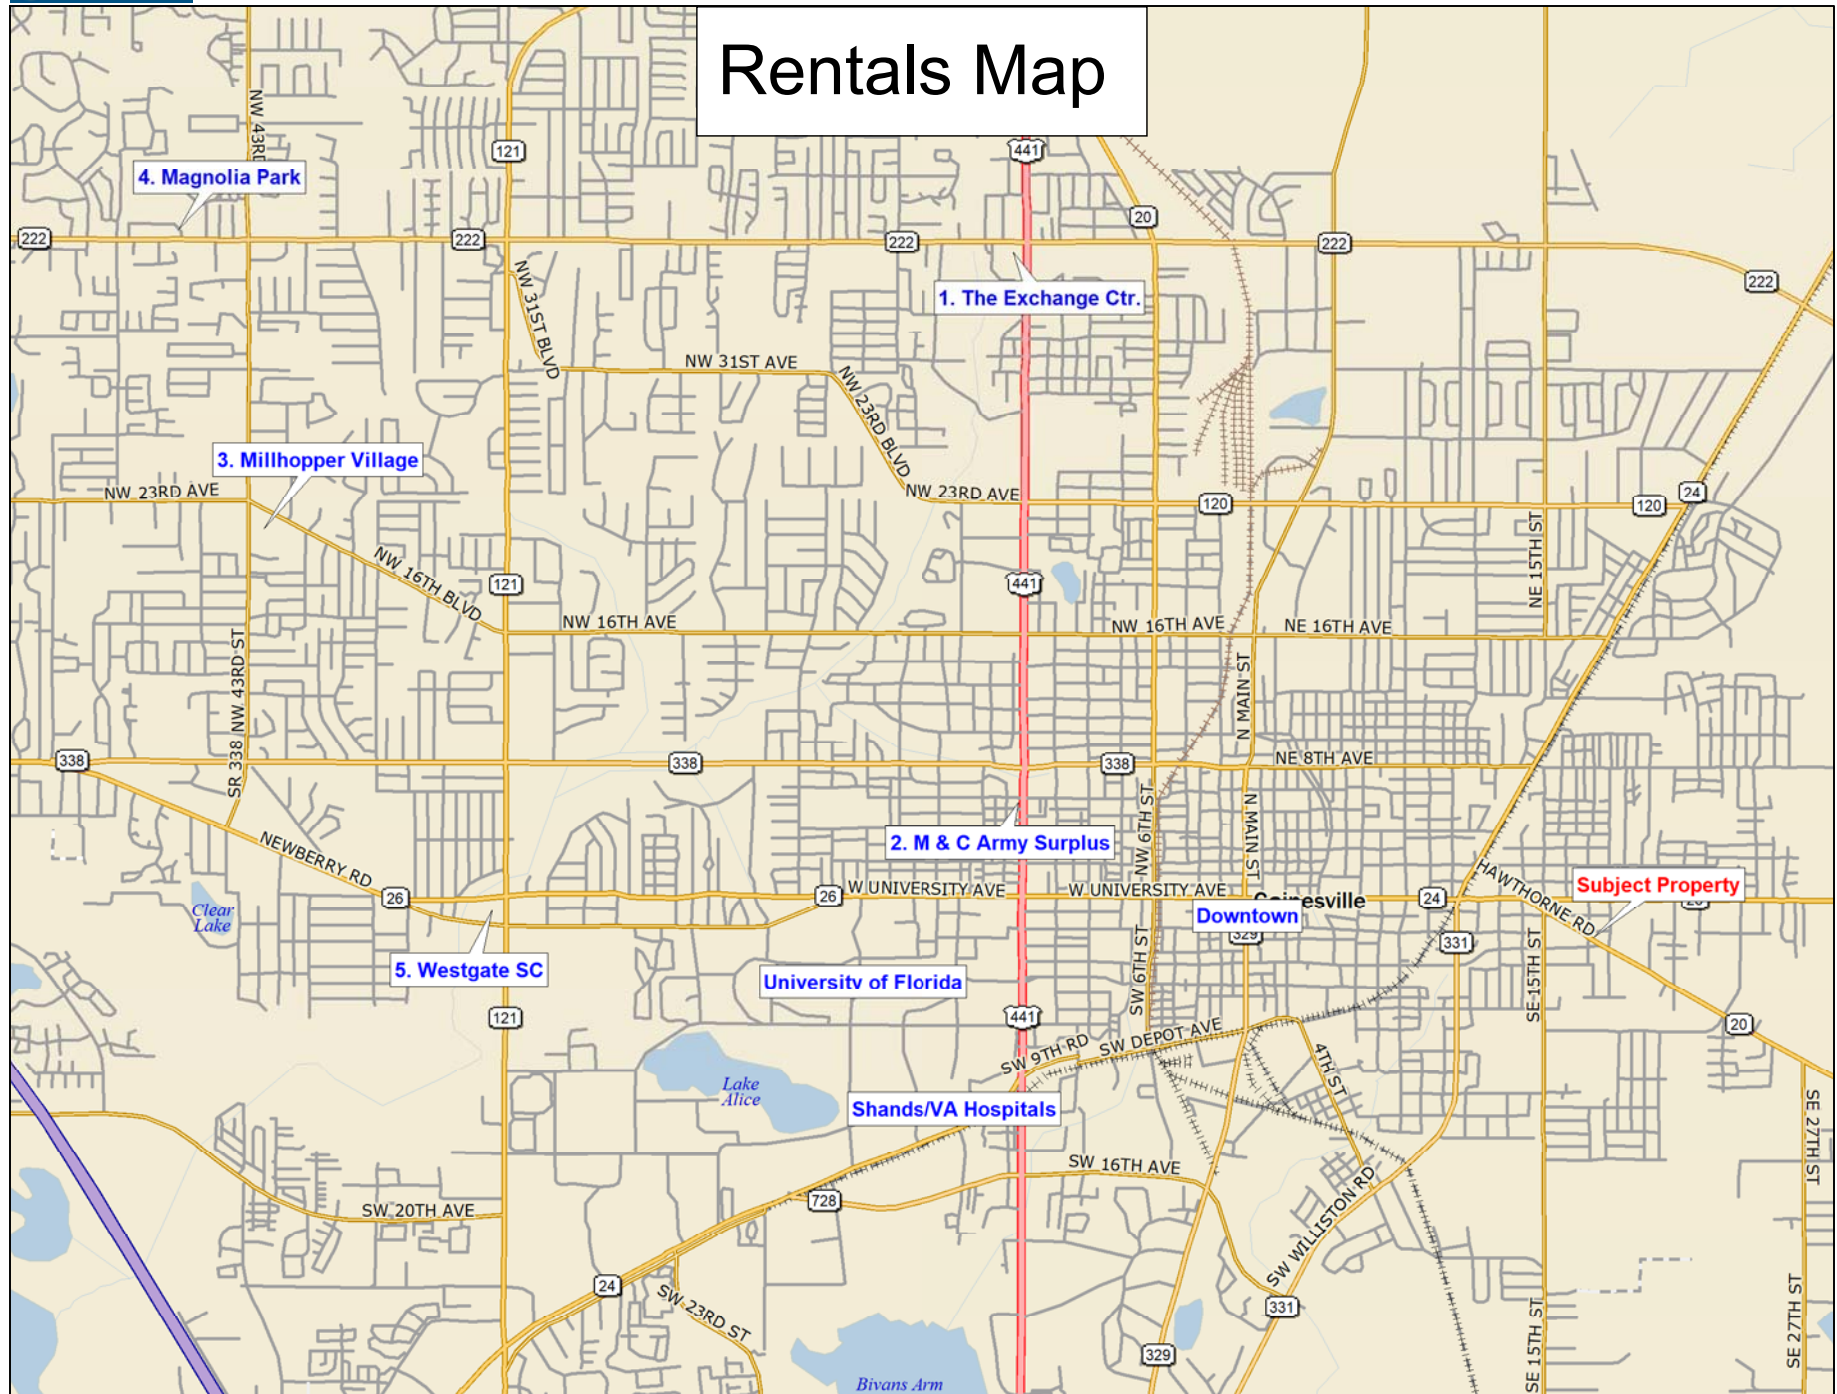 Rentals Map
NW 43RD
121
441
4. Magnolia Park
20
222
222
222
222
222
NW 31ST BLVD
1. The Exchange Ctr.
NW 31ST AVE
NW 23RD BLVD
3. Millhopper Village
NW 23RD AVE
NW 23RD AVE
120
120
24
NE 15TH ST
NW 16TH BLVD
121
441
NW 16TH AVE
NW 16TH AVE
NE 16TH AVE
SR 338 NW 43RD ST
N MAIN ST
338
338
338
NE 8TH AVE
NW 6TH ST
N MAIN ST
2. M & C Army Surplus
NEWBERRY RD
HAWTHORNE RD
Subject Property
26
26
W UNIVERSITY AVE
W UNIVERSITY AVE
Gainesville
24
Clear
Lake
Downtown
329
331
SW 6TH ST
SE 15TH ST
5. Westgate SC
University of Florida
121
441
20
SW 9TH RD
SW DEPOT AVE
4TH ST
Lake
Alice
Shands/VA Hospitals
SE 27TH ST
SW 16TH AVE
728
SW 20TH AVE
SW WILLISTON RD
24
SW 23RD ST
331
SE 15TH ST
SE 27TH ST
329
Bivans Arm